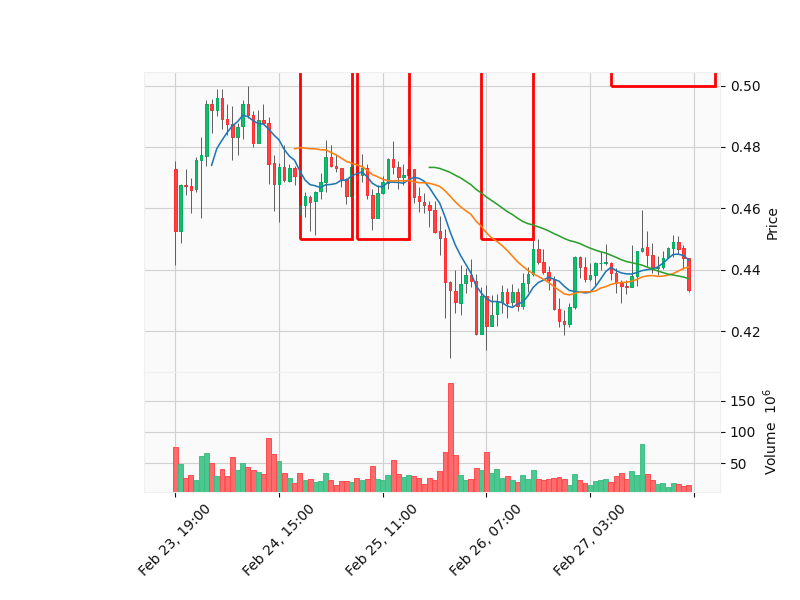 0.50
0.48
0.46
0.44
0.42
Price
150
100
50
Volume 10^6
Feb 23, 19:00
Feb 24, 15:00
Feb 25, 11:00
Feb 26, 07:00
Feb 27, 03:00